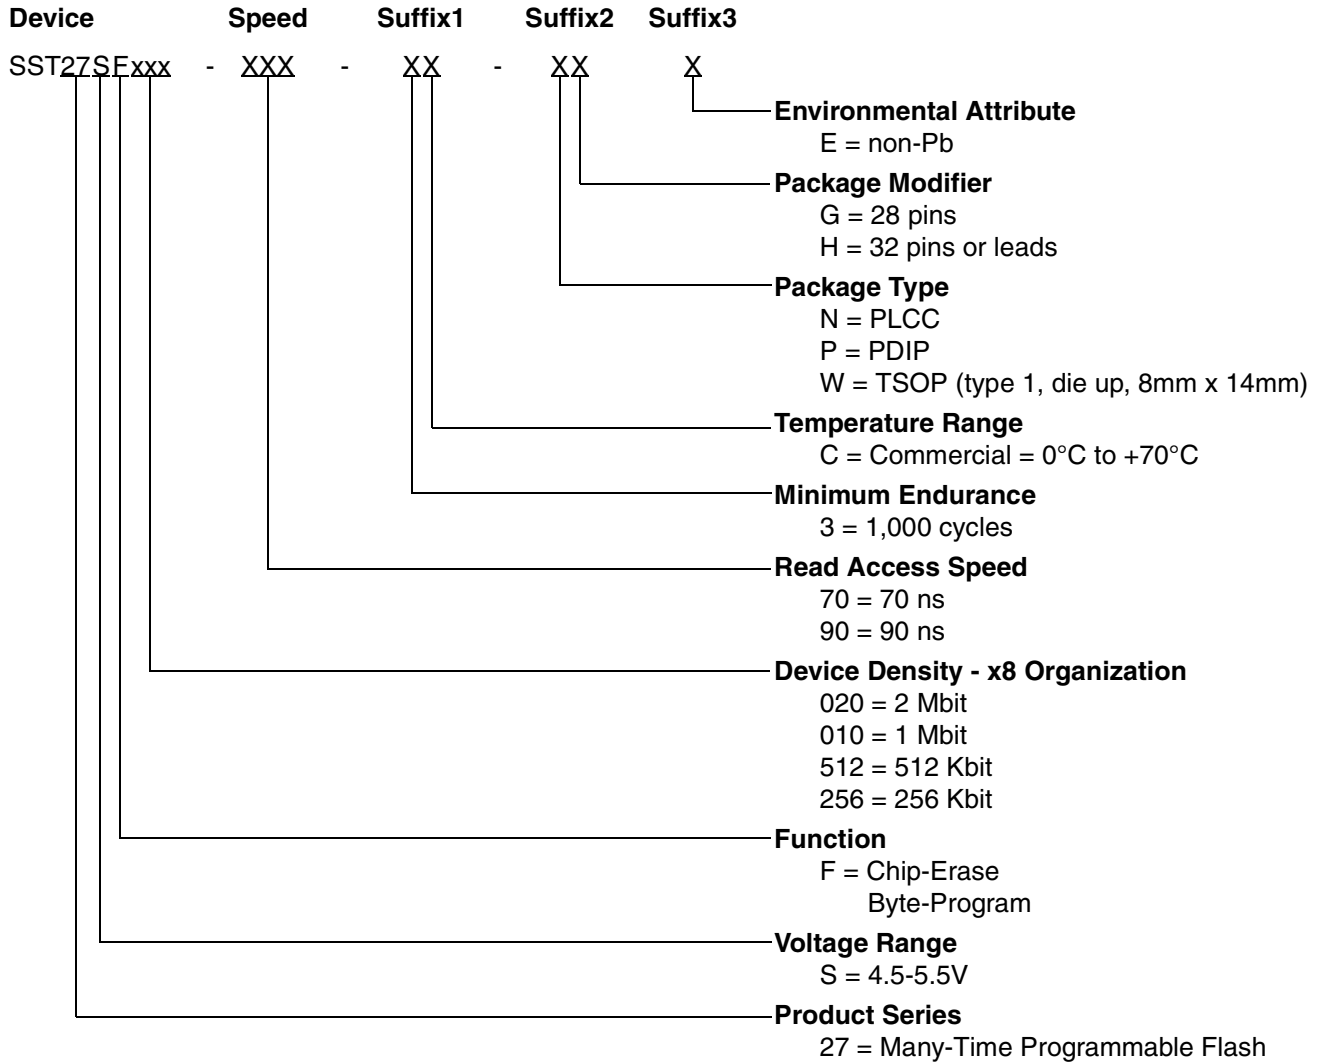 Device Speed Suffix1 Suffix2 Suffix3
SST27SFxxx - XXX - XX - XX X
Environmental Attribute
E = non-Pb
Package Modifier
G = 28 pins
H = 32 pins or leads
Package Type
N = PLCC
P = PDIP
W = TSOP (type 1, die up, 8mm x 14mm)
Temperature Range
C = Commercial = 0°C to +70°C
Minimum Endurance
3 = 1,000 cycles
Read Access Speed
70 = 70 ns
90 = 90 ns
Device Density - x8 Organization
020 = 2 Mbit
010 = 1 Mbit
512 = 512 Kbit
256 = 256 Kbit
Function
F = Chip-Erase
Byte-Program
Voltage Range
S = 4.5-5.5V
Product Series
27 = Many-Time Programmable Flash